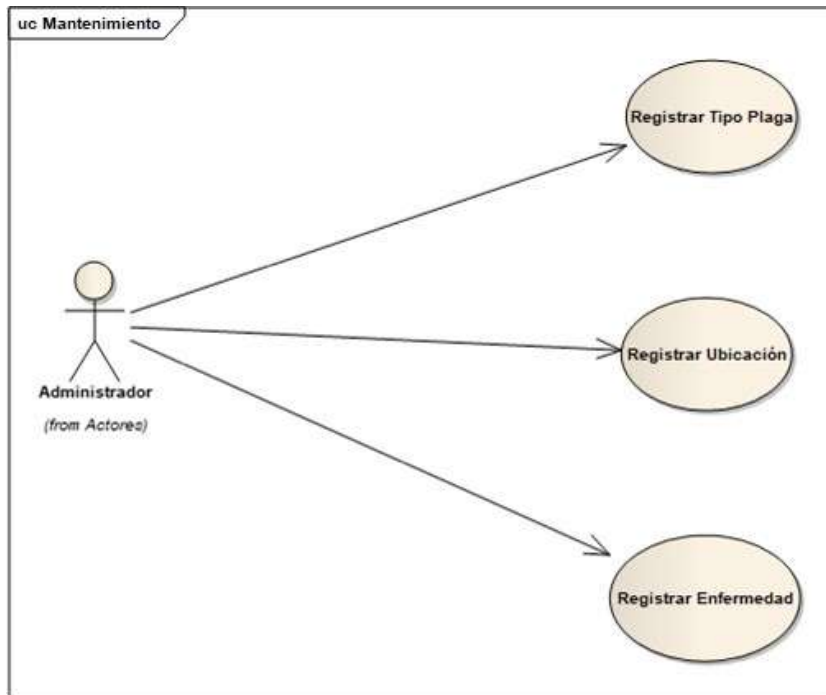 uc Mantenimiento
Registrar Tipo Plaga
Registrar Ubicación
Administrador
(from Actores)
Registrar Enfermedad